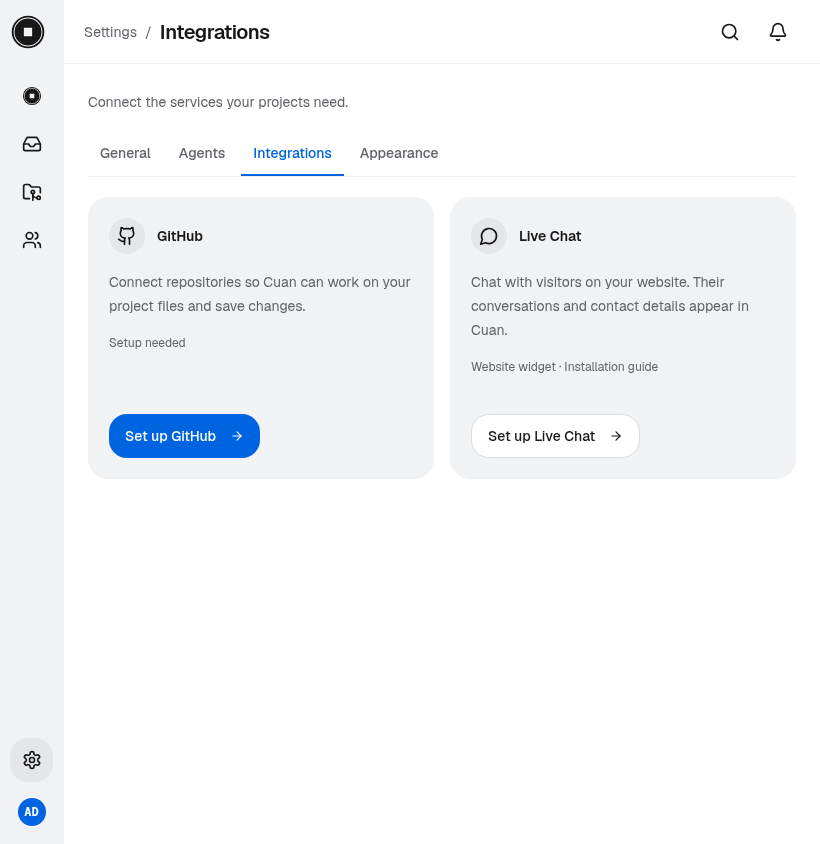 Settings / Integrations
Connect the services your projects need.
General Agents Integrations Appearance
GitHub
Connect repositories so Cuan can work on your
project files and save changes.
Setup needed
Set up GitHub
Live Chat
Chat with visitors on your website. Their
conversations and contact details appear in
Cuan.
Website widget · Installation guide
Set up Live Chat
AD